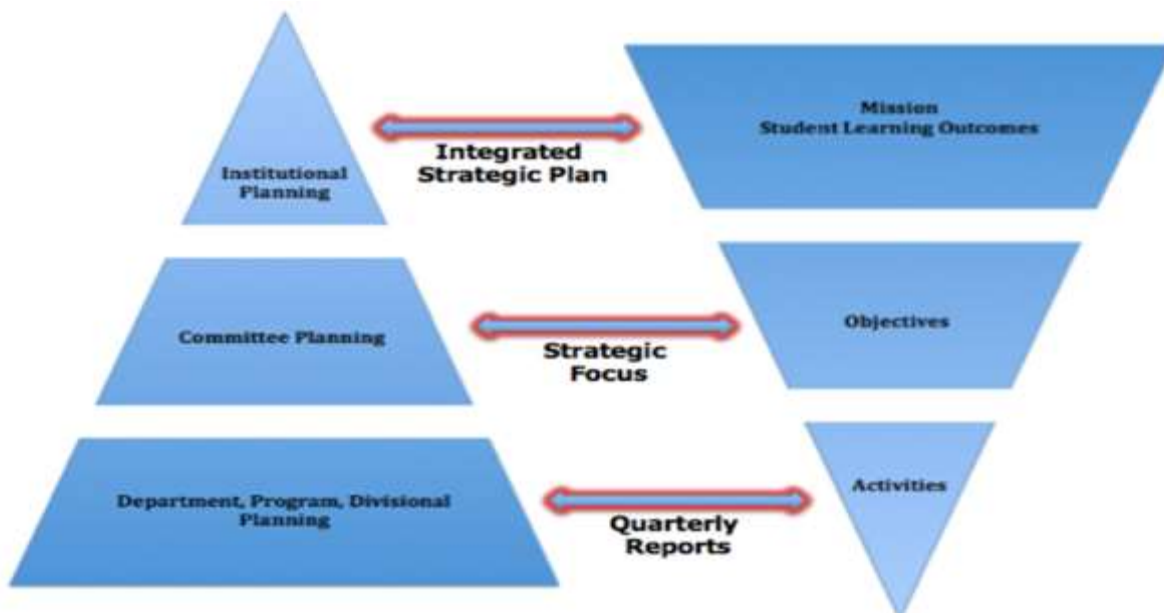 Mission
Student Learning Outcomes
Integrated
Strategic Plan
Institutional
Planning
Committee Planning
Strategic
Focus
Objectives
Department, Program, Divisional
Planning
Quarterly
Reports
Activities